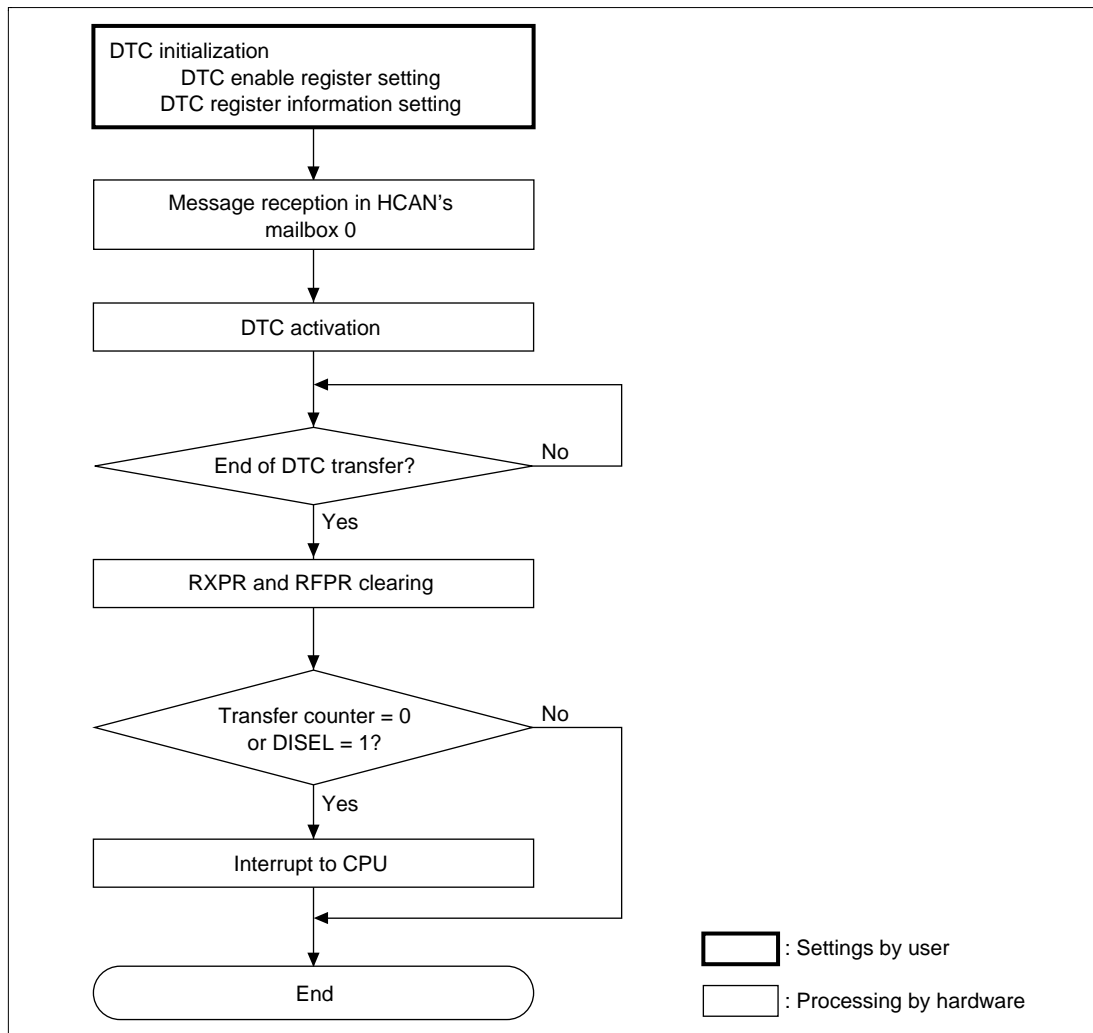 DTC initialization
DTC enable register setting
DTC register information setting
Message reception in HCAN's
mailbox 0
DTC activation
End of DTC transfer?
No
Yes
RXPR and RFPR clearing
Transfer counter = 0
or DISEL = 1?
No
Yes
Interrupt to CPU
End
: Settings by user
: Processing by hardware